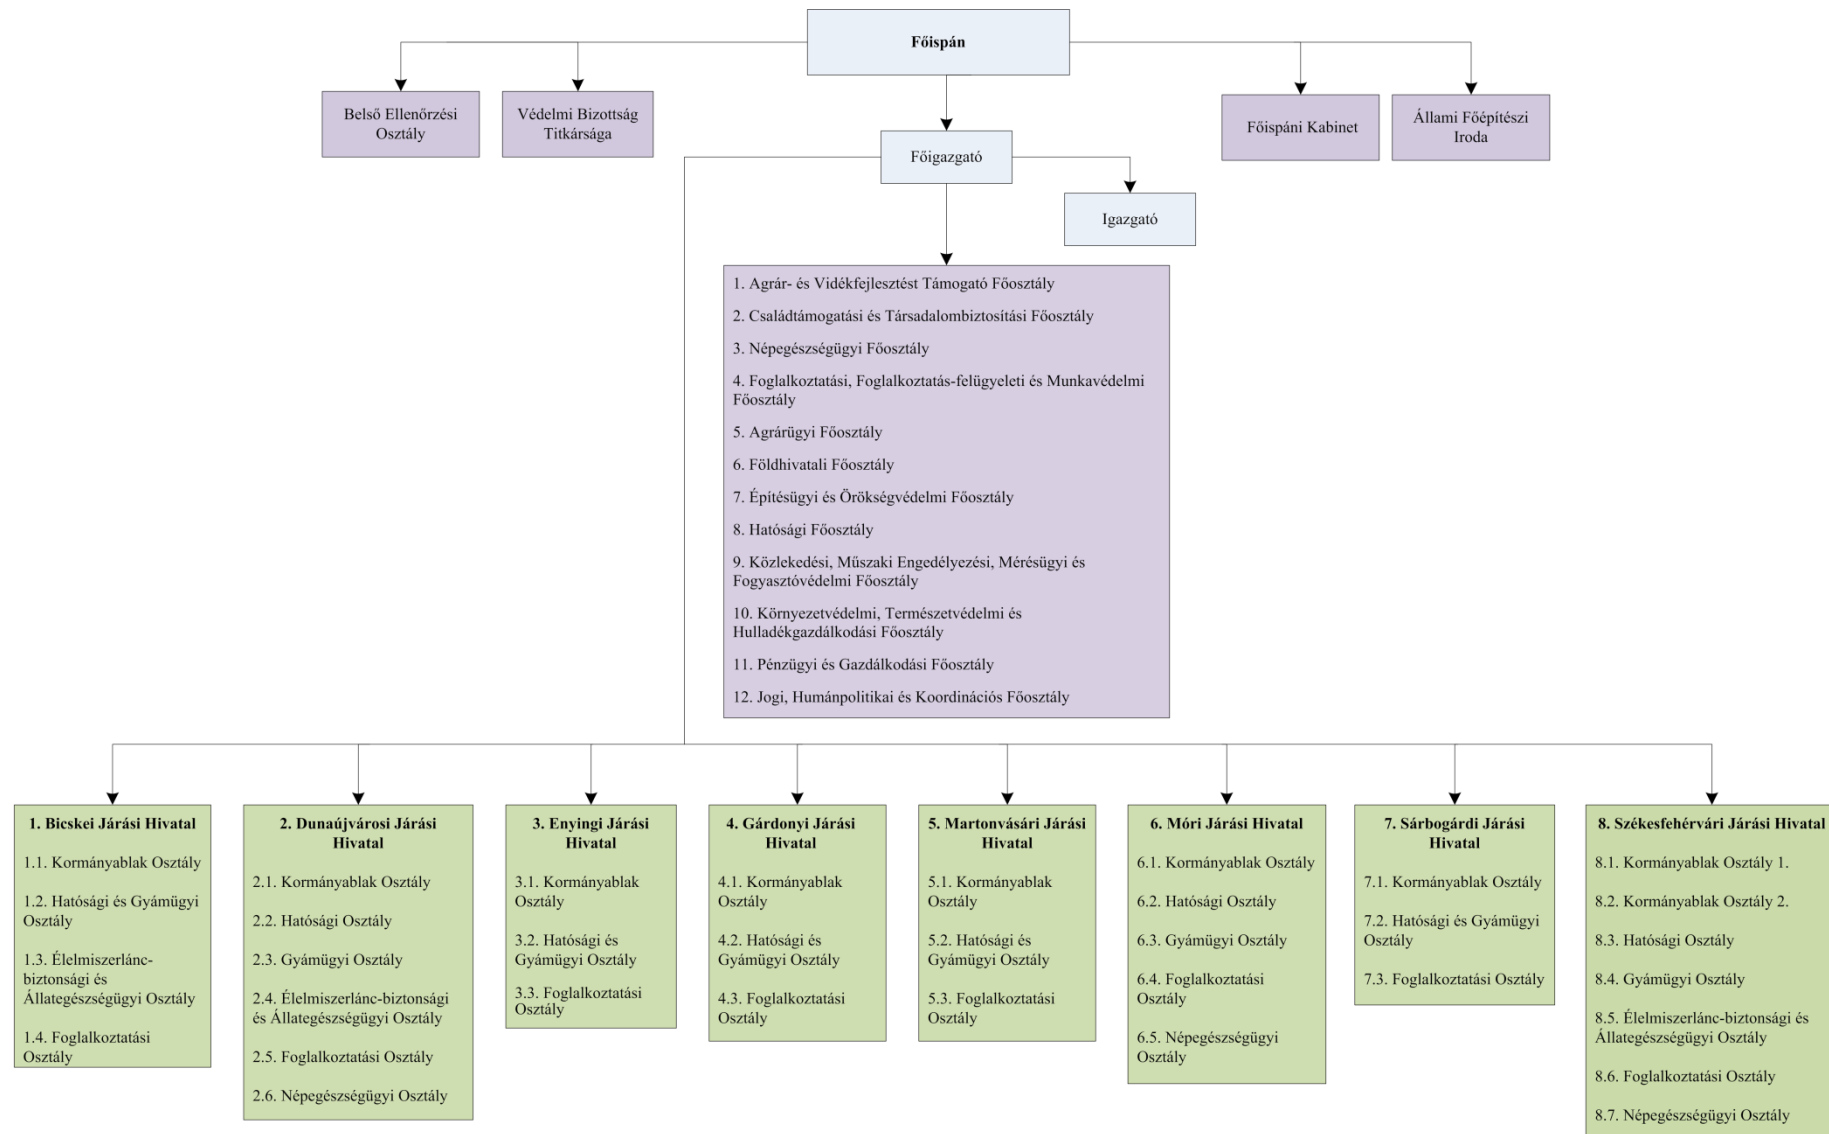 Főispán
Belső Ellenőrzési
Osztály
Védelmi Bizottság
Titkársága
Főispáni Kabinet
Állami Főépítészi
Iroda
Főigazgató
Igazgató
1. Agrár- és Vidékfejlesztést Támogató Főosztály
2. Családtámogatási és Társadalombiztosítási Főosztály
3. Népegészségügyi Főosztály
4. Foglalkoztatási, Foglalkoztatás-felügyeleti és Munkavédelmi
Főosztály
5. Agrárügyi Főosztály
6. Földhivatali Főosztály
7. Építésügyi és Örökségvédelmi Főosztály
8. Hatósági Főosztály
9. Közlekedési, Műszaki Engedélyezési, Mérésügyi és
Fogyasztóvédelmi Főosztály
10. Környezetvédelmi, Természetvédelmi és
Hulladékgazdálkodási Főosztály
11. Pénzügyi és Gazdálkodási Főosztály
12. Jogi, Humánpolitikai és Koordinációs Főosztály
1. Bicskei Járási Hivatal
1.1. Kormányablak Osztály
1.2. Hatósági és Gyámügyi
Osztály
1.3. Élelmiszerlánc-
biztonsági és
Állategészségügyi Osztály
1.4. Foglalkoztatási
Osztály
2. Dunaújvárosi Járási
Hivatal
2.1. Kormányablak Osztály
2.2. Hatósági Osztály
2.3. Gyámügyi Osztály
2.4. Élelmiszerlánc-biztonsági
és Állategészségügyi Osztály
2.5. Foglalkoztatási Osztály
2.6. Népegészségügyi Osztály
3. Enyingi Járási
Hivatal
3.1. Kormányablak
Osztály
3.2. Hatósági és
Gyámügyi Osztály
3.3. Foglalkoztatási
Osztály
4. Gárdonyi Járási
Hivatal
4.1. Kormányablak
Osztály
4.2. Hatósági és
Gyámügyi Osztály
4.3. Foglalkoztatási
Osztály
5. Martonvásári Járási
Hivatal
5.1. Kormányablak
Osztály
5.2. Hatósági és
Gyámügyi Osztály
5.3. Foglalkoztatási
Osztály
6. Móri Járási Hivatal
6.1. Kormányablak Osztály
6.2. Hatósági Osztály
6.3. Gyámügyi Osztály
6.4. Foglalkoztatási
Osztály
6.5. Népegészségügyi
Osztály
7. Sárbogárdi Járási
Hivatal
7.1. Kormányablak Osztály
7.2. Hatósági és Gyámügyi
Osztály
7.3. Foglalkoztatási Osztály
8. Székesfehérvári Járási Hivatal
8.1. Kormányablak Osztály 1.
8.2. Kormányablak Osztály 2.
8.3. Hatósági Osztály
8.4. Gyámügyi Osztály
8.5. Élelmiszerlánc-biztonsági és
Állategészségügyi Osztály
8.6. Foglalkoztatási Osztály
8.7. Népegészségügyi Osztály